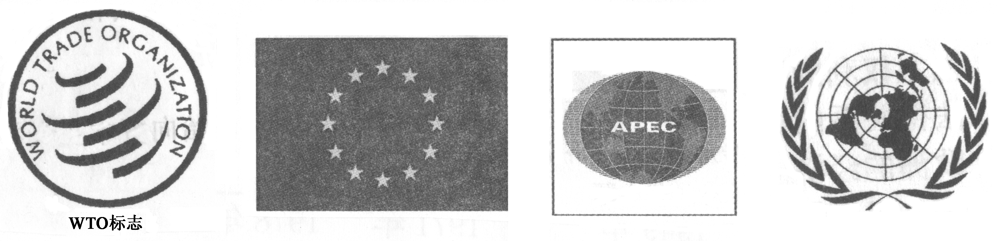 WORLD TRADE ORGANIZATION
WTO标志
APEC